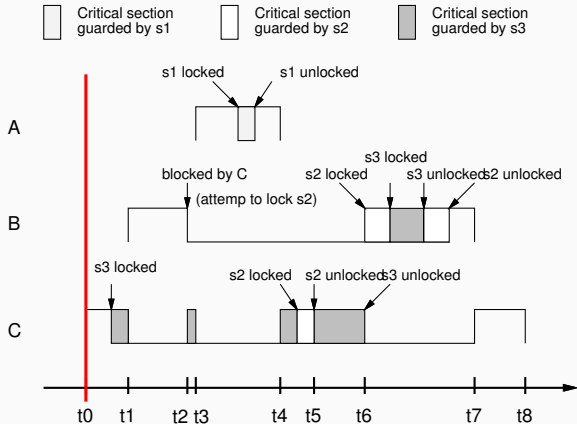 Critical section
guarded by s1
Critical section
guarded by s2
Critical section
guarded by s3
s1 locked
s1 unlocked
A
s3 locked
blocked by C
s2 locked
s3 unlocked
s2 unlocked
(attemp to lock s2)
B
s3 locked
s2 locked
s2 unlocked
s3 unlocked
C
t0
t1
t2
t3
t4
t5
t6
t7
t8